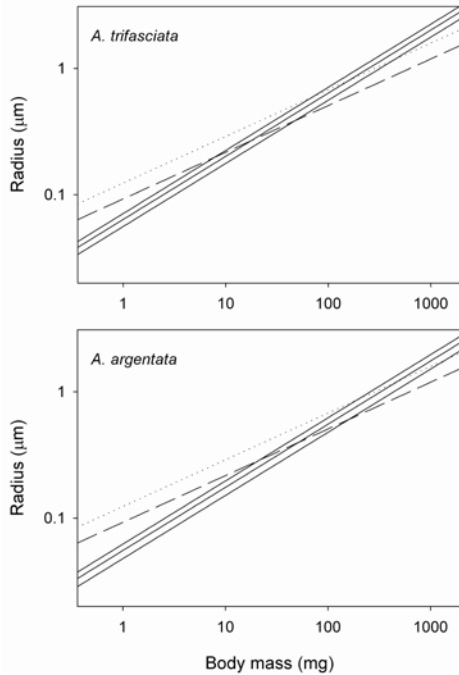 A. trifasciata
1
0.1
Radius (μm)
1 10 100 1000
A. argentata
1
0.1
Radius (μm)
1 10 100 1000
Body mass (mg)